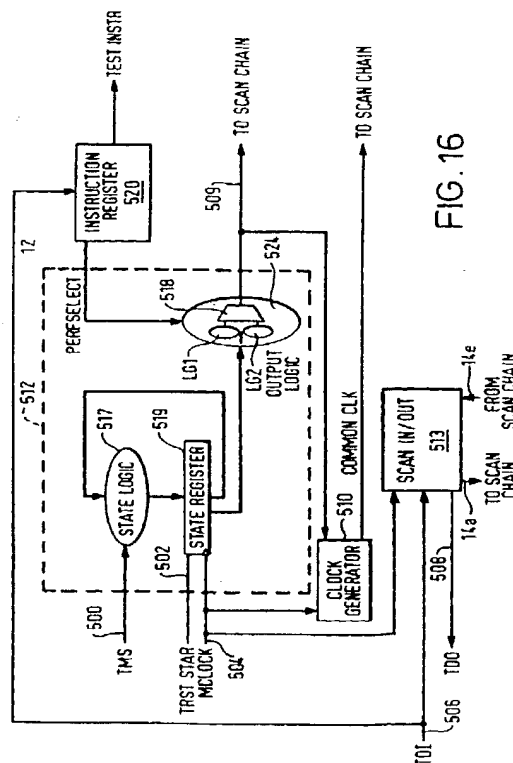 TEST INSTR
INSTRUCTION
REGISTER
520
12
PERFSELECT
512
517
STATE LOGIC
519
STATE REGISTER
518
LG1
LG2
524
OUTPUT
LOGIC
509
TO SCAN CHAIN
TO SCAN CHAIN
500
TMS
502
TRST STAR
MCLOCK
504
510
CLOCK
GENERATOR
COMMON CLK
SCAN IN/OUT
513
14a
TO SCAN
CHAIN
14e
FROM
SCAN CHAIN
508
TDO
TDI
506
FIG. 16